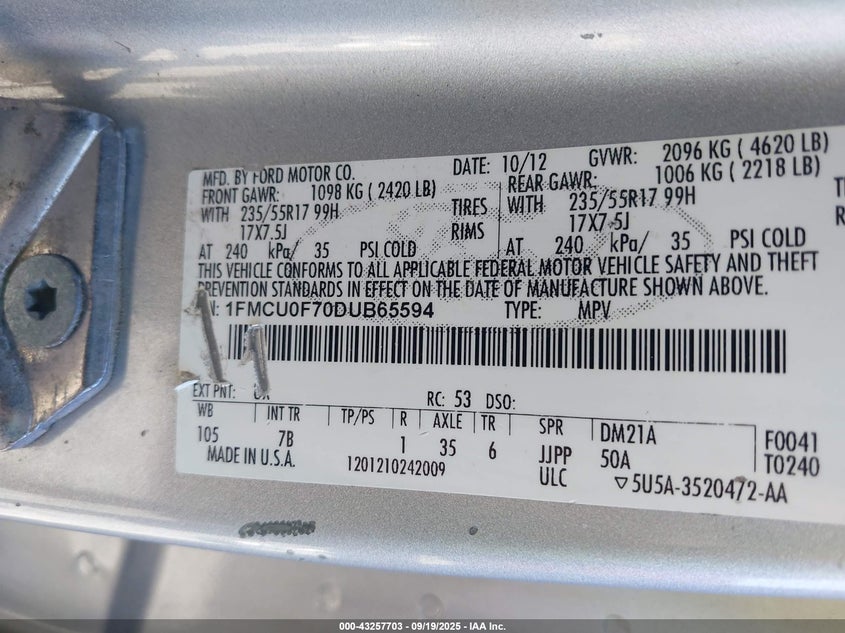 MFD. BY FORD MOTOR CO.
DATE: 10/12
GVWR: 2096 KG ( 4620 LB)
FRONT GAWR: 1098 KG ( 2420 LB)
REAR GAWR: 1006 KG ( 2218 LB)
WITH 235/55R17 99H TIRES
WITH 235/55R17 99H
17X7.5J RIMS
17X7.5J
AT 240 kPa/ 35 PSI COLD
AT 240 kPa/ 35 PSI COLD
THIS VEHICLE CONFORMS TO ALL APPLICABLE FEDERAL MOTOR VEHICLE SAFETY AND THEFT
PREVENTION STANDARDS IN EFFECT ON THE DATE OF MANUFACTURE SHOWN ABOVE.
1FMCU0F70DUB65594
TYPE: MPV
EXT PNT:
RC: 53 DSO:
WB INT TR TP/PS R AXLE TR SPR
105 7B 1 35 6 JJPP
DM21A
50A
F0041
T0240
MADE IN U.S.A.
1201210242009
ULC
▽5U5A-3520472-AA
000-43257703 - 09/19/2025 - IAA Inc.